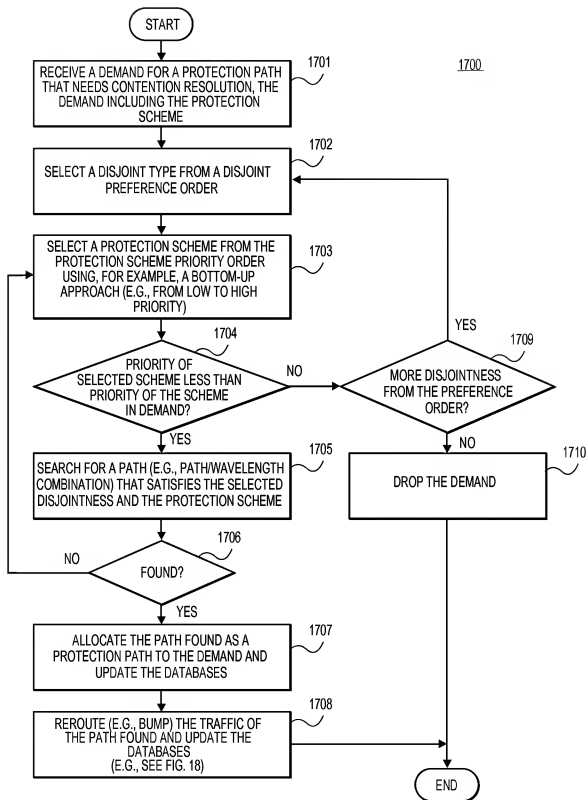 START
1700
1701
RECEIVE A DEMAND FOR A PROTECTION PATH
THAT NEEDS CONTENTION RESOLUTION, THE
DEMAND INCLUDING THE PROTECTION
SCHEME
1702
SELECT A DISJOINT TYPE FROM A DISJOINT
PREFERENCE ORDER
1703
SELECT A PROTECTION SCHEME FROM THE
PROTECTION SCHEME PRIORITY ORDER
USING, FOR EXAMPLE, A BOTTOM-UP
APPROACH (E.G., FROM LOW TO HIGH
PRIORITY)
1704
PRIORITY OF
SELECTED SCHEME LESS THAN
PRIORITY OF THE SCHEME
IN DEMAND?
NO
YES
YES
1709
MORE DISJOINTNESS
FROM THE PREFERENCE
ORDER?
NO
1705
SEARCH FOR A PATH (E.G., PATH/WAVELENGTH
COMBINATION) THAT SATISFIES THE SELECTED
DISJOINTNESS AND THE PROTECTION SCHEME
1710
DROP THE DEMAND
1706
FOUND?
NO
YES
1707
ALLOCATE THE PATH FOUND AS A
PROTECTION PATH TO THE DEMAND AND
UPDATE THE DATABASES
1708
REROUTE (E.G., BUMP) THE TRAFFIC OF
THE PATH FOUND AND UPDATE THE
DATABASES
(E.G., SEE FIG. 18)
END